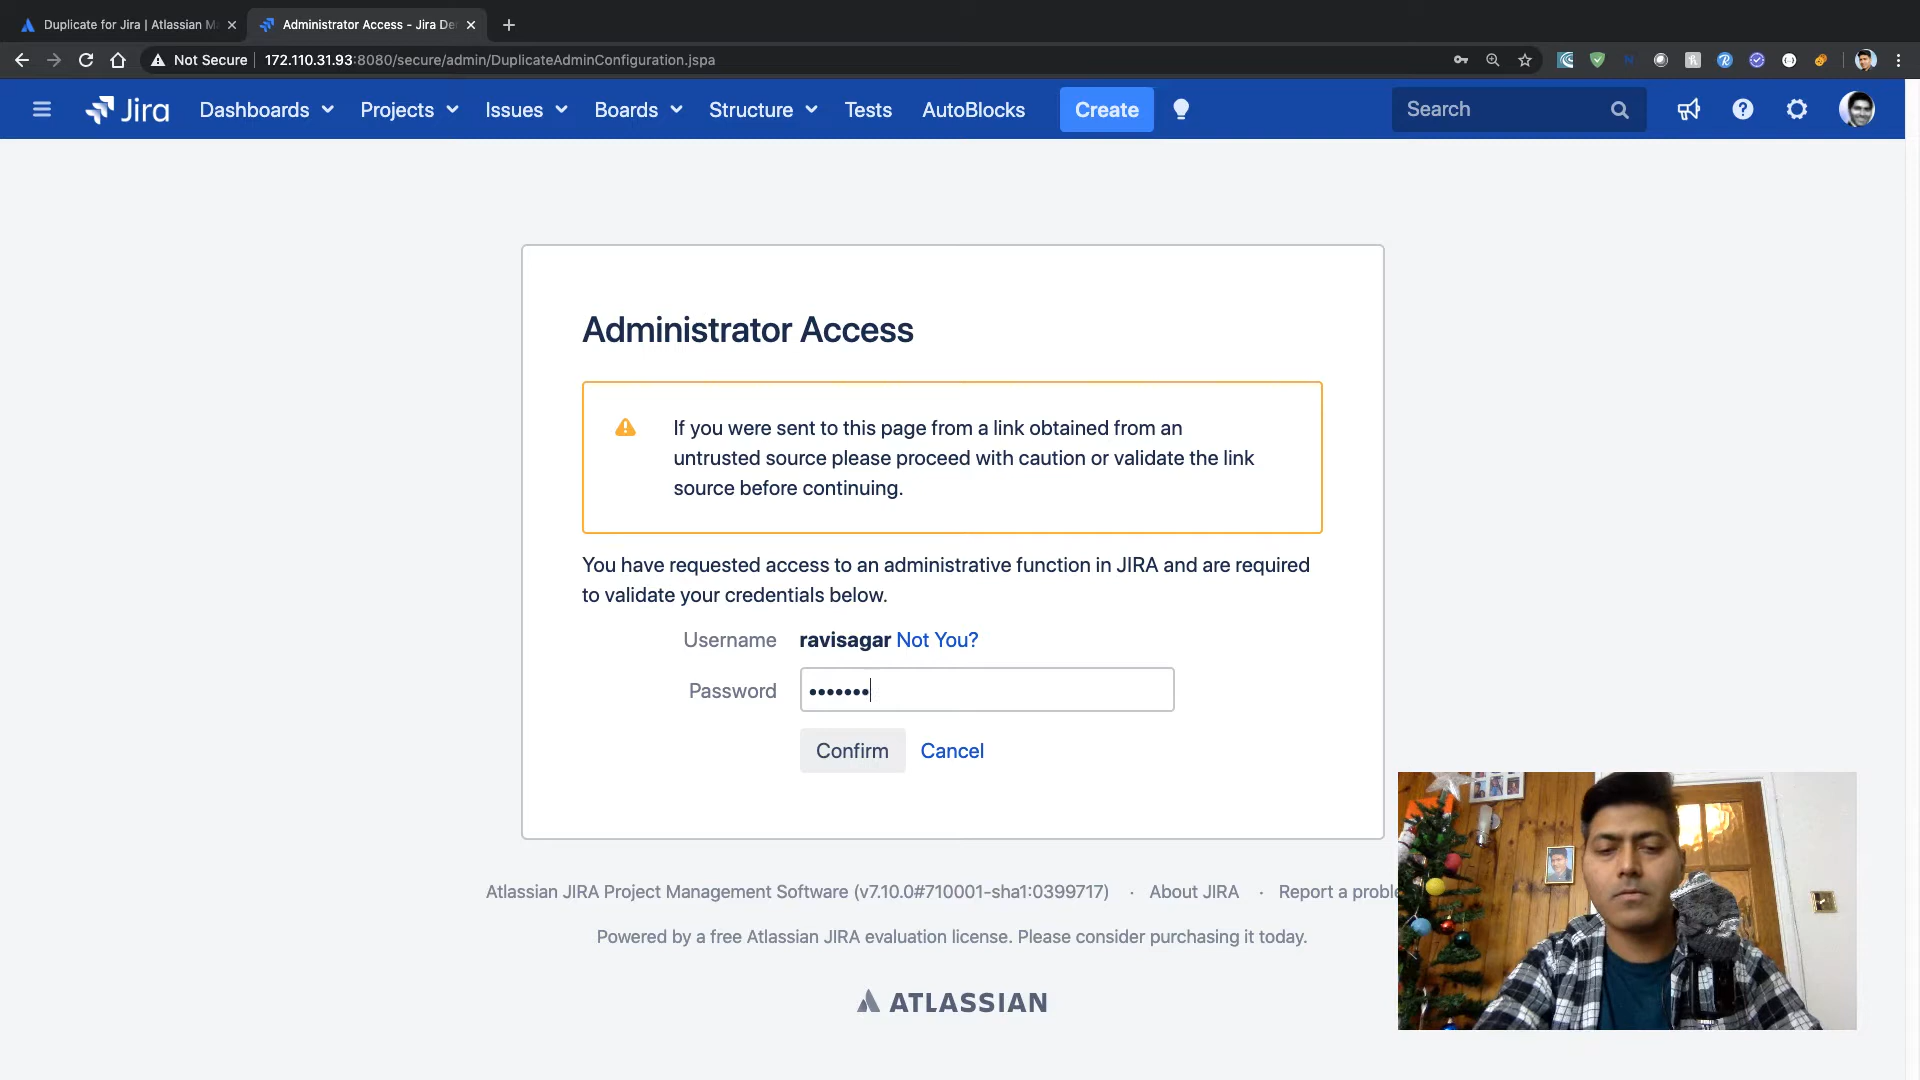 Duplicate for Jira | Atlassian Ma
Administrator Access - Jira De
Not Secure
172.110.31.93:8080/secure/admin/DuplicateAdminConfiguration.jspa
Jira
Dashboards
Projects
Issues
Boards
Structure
Tests
AutoBlocks
Create
Search
Administrator Access
If you were sent to this page from a link obtained from an
untrusted source please proceed with caution or validate the link
source before continuing.
You have requested access to an administrative function in JIRA and are required
to validate your credentials below.
Username ravisagar Not You?
Password •••••••
Confirm Cancel
Atlassian JIRA Project Management Software (v7.10.0#710001-sha1:0399717) · About JIRA · Report a proble
Powered by a free Atlassian JIRA evaluation license. Please consider purchasing it today.
ATLASSIAN